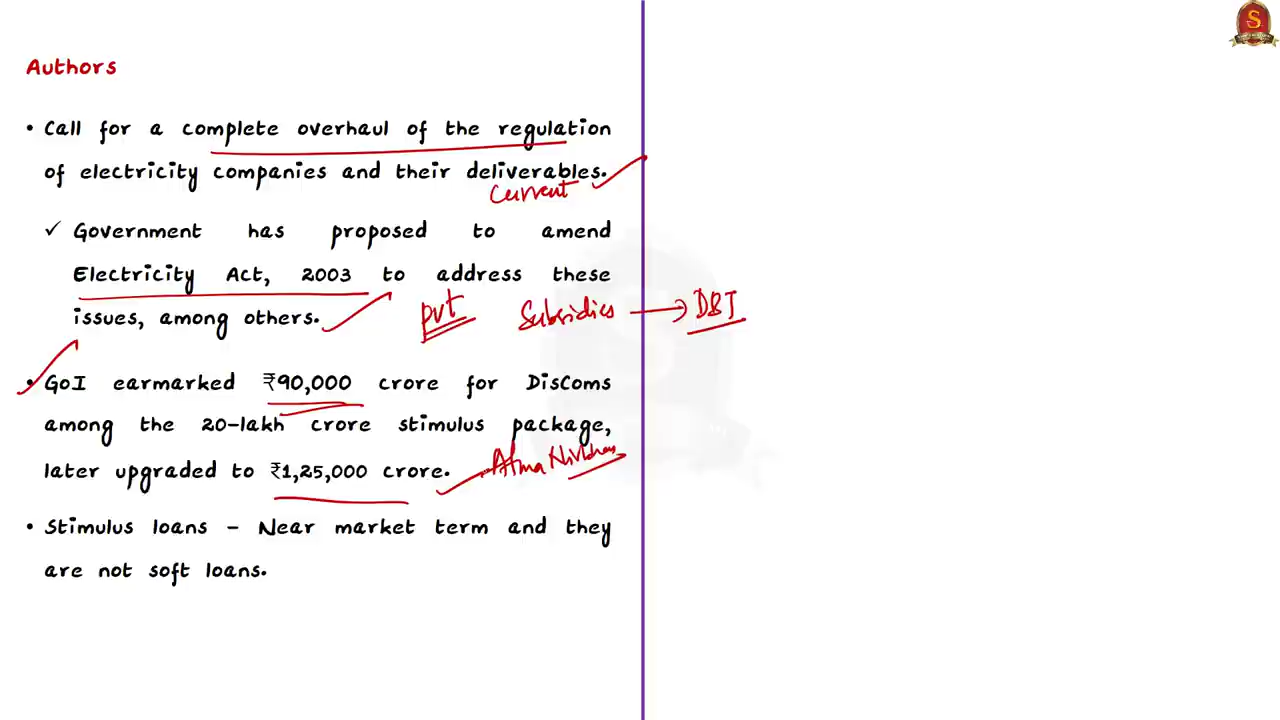 Authors
• Call for a complete overhaul of the regulation
of electricity companies and their deliverables.
Current
✓ Government has proposed to amend
Electricity Act, 2003 to address these
issues, among others.
Pvt Subsidies → DBT
• GoI earmarked ₹90,000 crore for DisComs
among the 20-lakh crore stimulus package,
later upgraded to ₹1,25,000 crore.
Atma
• Stimulus loans – Near market term and they
are not soft loans.
S